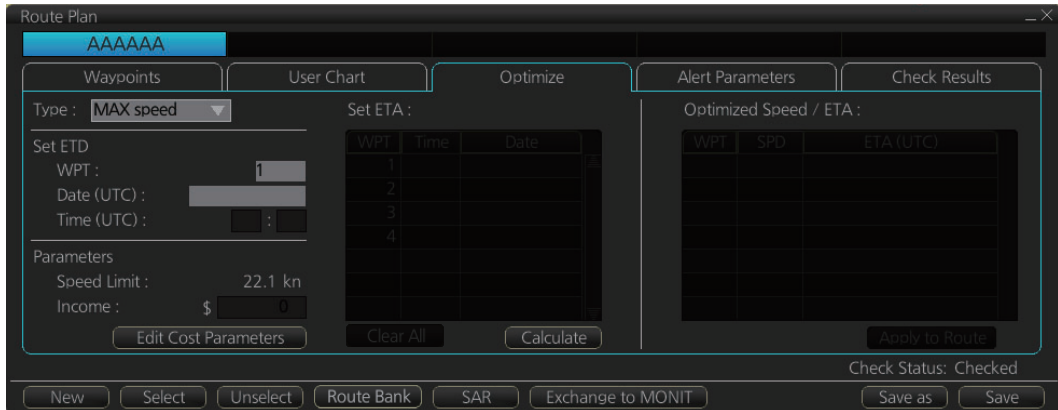 Route Plan
AAAAAA
Waypoints User Chart Optimize Alert Parameters Check Results
Type : MAX speed Set ETA : Optimized Speed / ETA :
Set ETD WPT Time Date WPT SPD ETA (UTC)
WPT : 1 1
Date (UTC) : 2
Time (UTC) : : 3
4
Parameters
Speed Limit : 22.1 kn
Income : $ 0
Edit Cost Parameters Clear All Calculate Apply to Route
Check Status: Checked
New Select Unselect Route Bank SAR Exchange to MONIT Save as Save